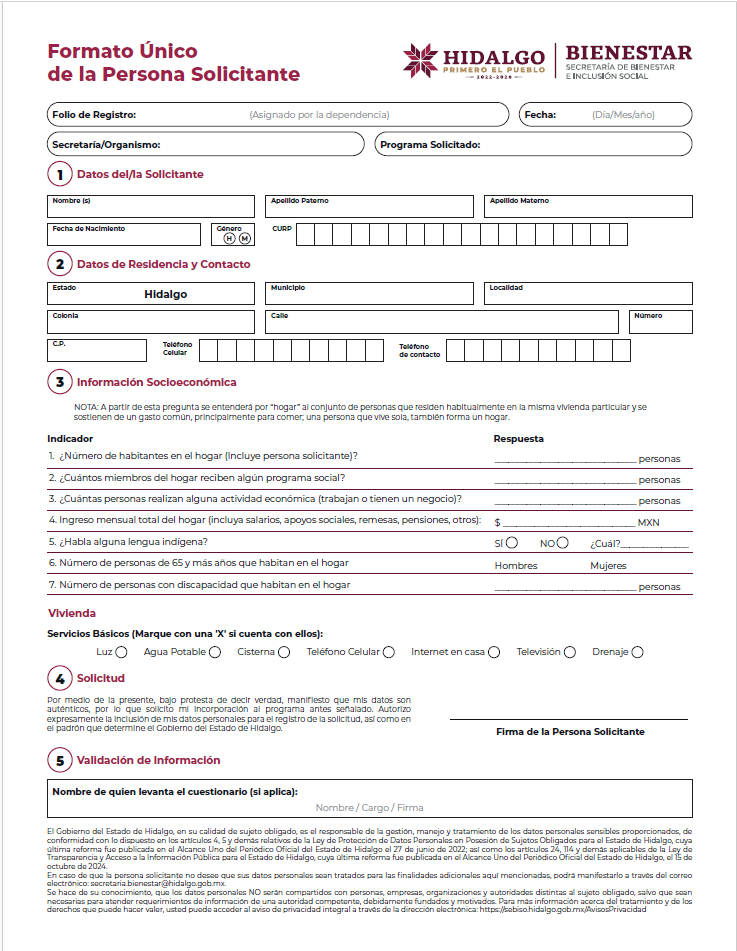 Formato Único
de la Persona Solicitante
HIDALGO
PRIMERO EL PUEBLO
2022-2028
BIENESTAR
SECRETARÍA DE BIENESTAR
E INCLUSIÓN SOCIAL
Folio de Registro: (Asignado por la dependencia) Fecha: (Día/Mes/año)
Secretaría/Organismo: Programa Solicitado:
1 Datos del/la Solicitante
Nombre (s) Apellido Paterno Apellido Materno
Fecha de Nacimiento Género H M CURP
2 Datos de Residencia y Contacto
Estado Hidalgo Municipio Localidad
Colonia Calle Número
C.P. Teléfono Celular Teléfono de contacto
3 Información Socioeconómica
NOTA: A partir de esta pregunta se entenderá por "hogar" al conjunto de personas que residen habitualmente en la misma vivienda particular y se
sostienen de un gasto común, principalmente para comer; una persona que vive sola, también forma un hogar.
Indicador Respuesta
1. ¿Número de habitantes en el hogar (Incluye persona solicitante)? ____ personas
2. ¿Cuántos miembros del hogar reciben algún programa social? ____ personas
3. ¿Cuántas personas realizan alguna actividad económica (trabajan o tienen un negocio)? ____ personas
4. Ingreso mensual total del hogar (incluya salarios, apoyos sociales, remesas, pensiones, otros): $ ____ MXN
5. ¿Habla alguna lengua indígena? SÍ NO ¿Cuál?____
6. Número de personas de 65 y más años que habitan en el hogar Hombres Mujeres
7. Número de personas con discapacidad que habitan en el hogar ____ personas
Vivienda
Servicios Básicos (Marque con una 'X' si cuenta con ellos):
Luz Agua Potable Cisterna Teléfono Celular Internet en casa Televisión Drenaje
4 Solicitud
Por medio de la presente, bajo protesta de decir verdad, manifiesto que mis datos son
auténticos, por lo que solicito mi incorporación al programa antes señalado. Autorizo
expresamente la inclusión de mis datos personales para el registro de la solicitud, así como en
el padrón que determine el Gobierno del Estado de Hidalgo.
Firma de la Persona Solicitante
5 Validación de Información
Nombre de quien levanta el cuestionario (si aplica):
Nombre / Cargo / Firma
El Gobierno del Estado de Hidalgo, en su calidad de sujeto obligado, es el responsable de la gestión, manejo y tratamiento de los datos personales sensibles proporcionados, de
conformidad con lo dispuesto en los artículos 4, 5 y demás relativos de la Ley de Protección de Datos Personales en Posesión de Sujetos Obligados para el Estado de Hidalgo, cuya
última reforma fue publicada en el Alcance Uno del Periódico Oficial del Estado de Hidalgo el 27 de junio de 2022; así como los artículos 24, 114 y demás aplicables de la Ley de
Transparencia y Acceso a la Información Pública para el Estado de Hidalgo, cuya última reforma fue publicada en el Alcance Uno del Periódico Oficial del Estado de Hidalgo, el 15 de
octubre de 2024.
En caso de que la persona solicitante no desee que sus datos personales sean tratados para las finalidades adicionales aquí mencionadas, podrá manifestarlo a través del correo
electrónico: secretaria.bienestar@hidalgo.gob.mx.
Se hace de su conocimiento, que los datos personales NO serán compartidos con personas, empresas, organizaciones y autoridades distintas al sujeto obligado, salvo que sean
necesarias para atender requerimientos de información de una autoridad competente, debidamente fundados y motivados. Para más información acerca del tratamiento y de los
derechos que puede hacer valer, usted puede acceder al aviso de privacidad integral a través de la dirección electrónica: https://sebiso.hidalgo.gob.mx/AvisosPrivacidad